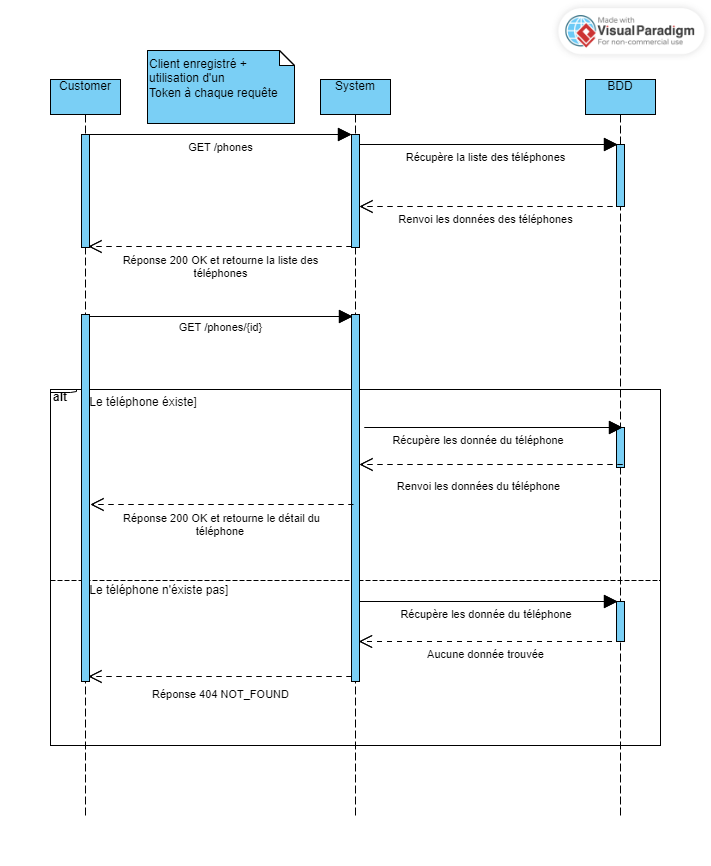 Made with
VisualParadigm
For non-commercial use
Client enregistré +
utilisation d'un
Token à chaque requête
Customer
System
BDD
GET /phones
Récupère la liste des téléphones
Renvoi les données des téléphones
Réponse 200 OK et retourne la liste des
téléphones
GET /phones/{id}
alt
Le téléphone éxiste]
Récupère les donnée du téléphone
Renvoi les données du téléphone
Réponse 200 OK et retourne le détail du
téléphone
Le téléphone n'éxiste pas]
Récupère les donnée du téléphone
Aucune donnée trouvée
Réponse 404 NOT_FOUND